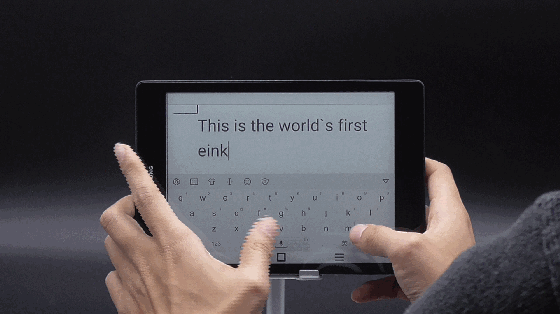 This is the world`s first
eink
q w e r t y u i o p
a s d f g h j k l
z x v b n m